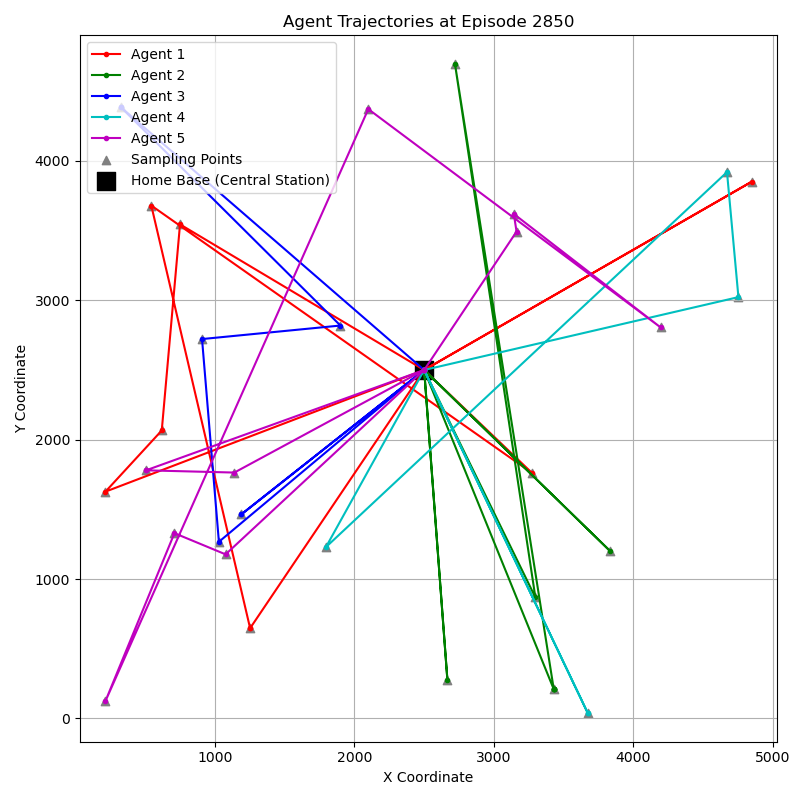 Agent Trajectories at Episode 2850
Agent 1
Agent 2
Agent 3
Agent 4
Agent 5
Sampling Points
Home Base (Central Station)
Y Coordinate
4000
3000
2000
1000
0
1000
2000
3000
4000
5000
X Coordinate